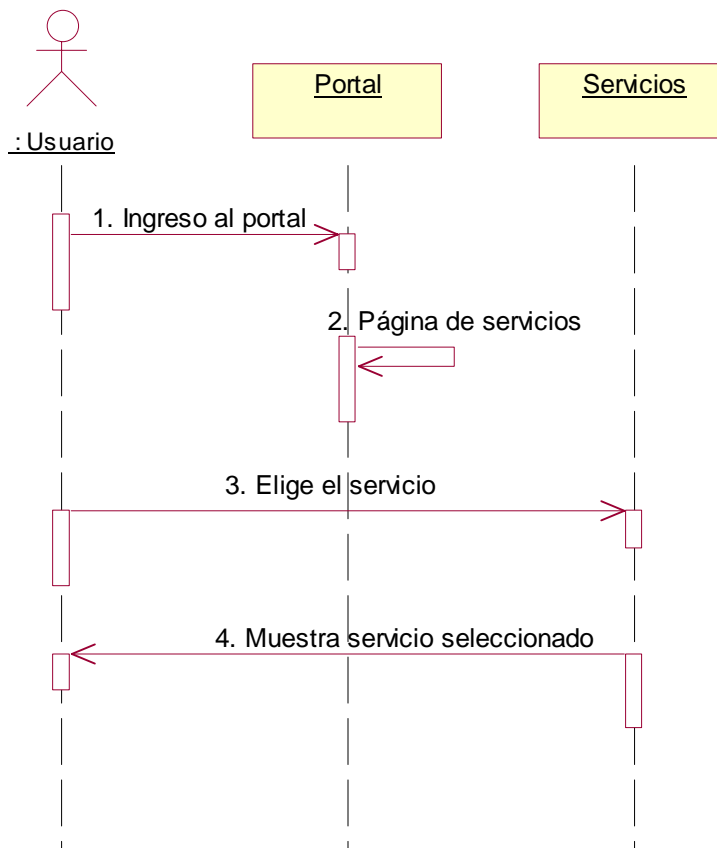 Portal
Servicios
: Usuario
1. Ingreso al portal
2. Página de servicios
3. Elige el servicio
4. Muestra servicio seleccionado